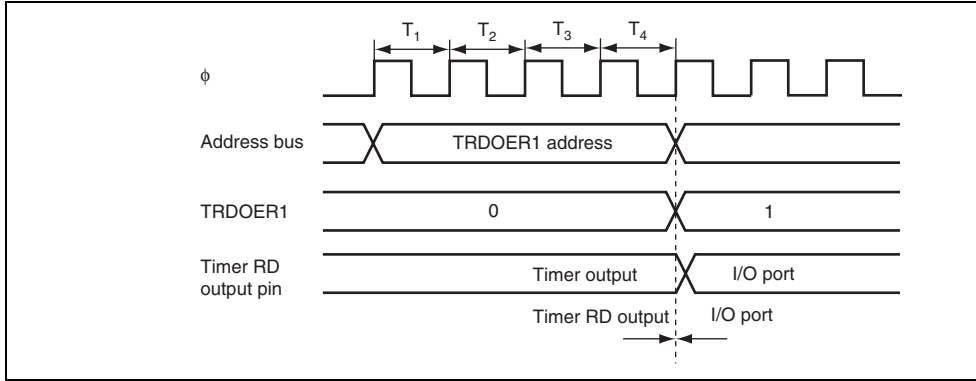 T1 T2 T3 T4
ϕ
Address bus TRDOER1 address
TRDOER1 0 1
Timer RD
output pin
Timer output I/O port
Timer RD output I/O port